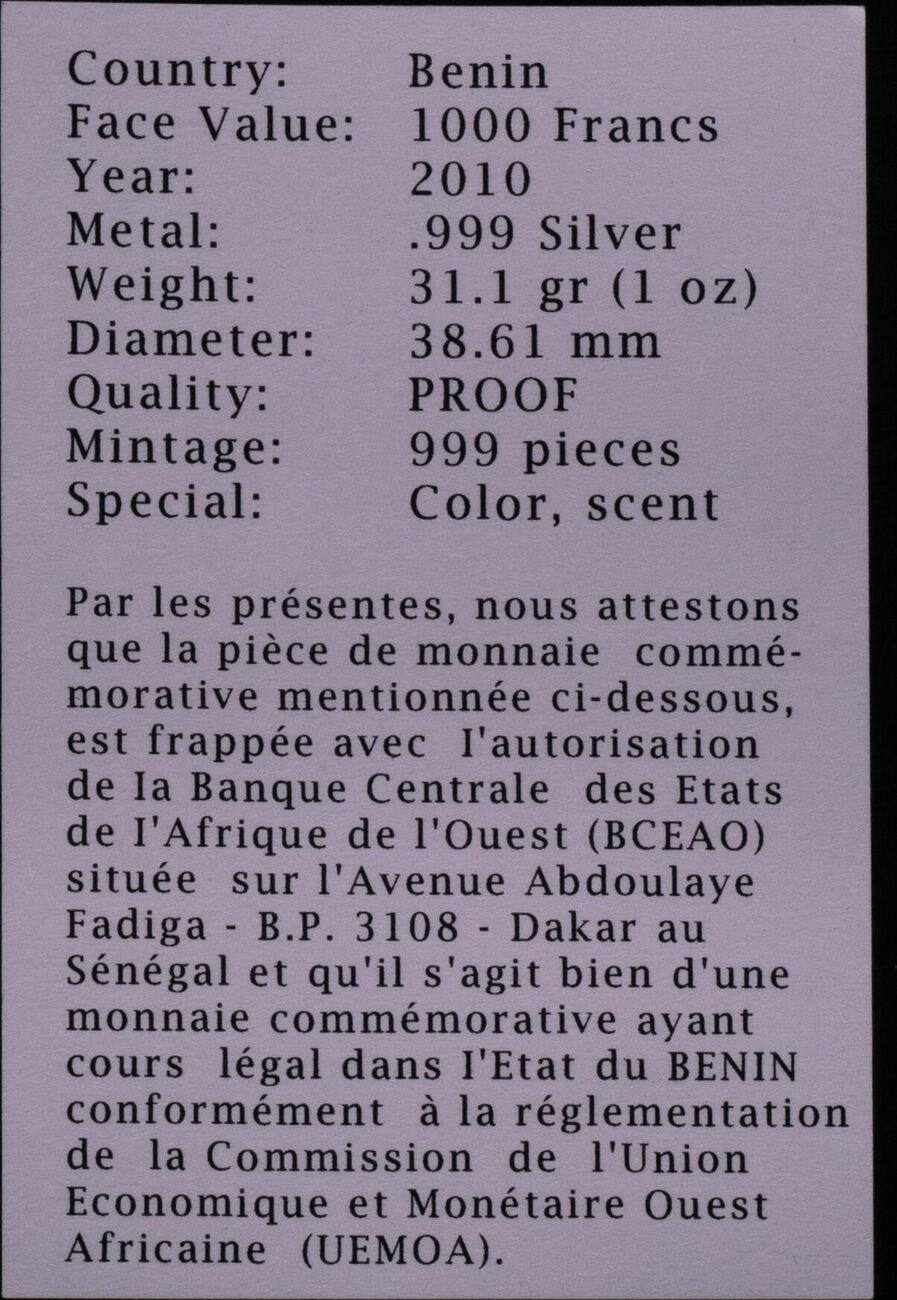 Country: Benin
Face Value: 1000 Francs
Year: 2010
Metal: .999 Silver
Weight: 31.1 gr (1 oz)
Diameter: 38.61 mm
Quality: PROOF
Mintage: 999 pieces
Special: Color, scent
Par les présentes, nous attestons
que la pièce de monnaie commé-
morative mentionnée ci-dessous,
est frappée avec I'autorisation
de Ia Banque Centrale des Etats
de I'Afrique de l'Ouest (BCEAO)
située sur l'Avenue Abdoulaye
Fadiga - B.P. 3108 - Dakar au
Sénégal et qu'il s'agit bien d'une
monnaie commémorative ayant
cours légal dans I'Etat du BENIN
conformément à la réglementation
de la Commission de l'Union
Economique et Monétaire Ouest
Africaine (UEMOA).